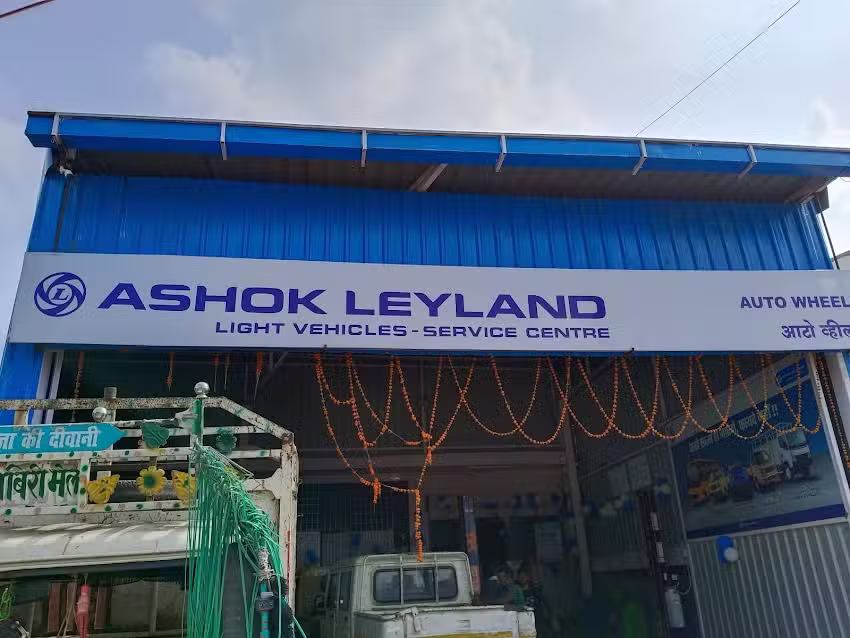 ASHOK LEYLAND
LIGHT VEHICLES - SERVICE CENTRE
AUTO WHEEL
आटो व्हील
की दीवानी